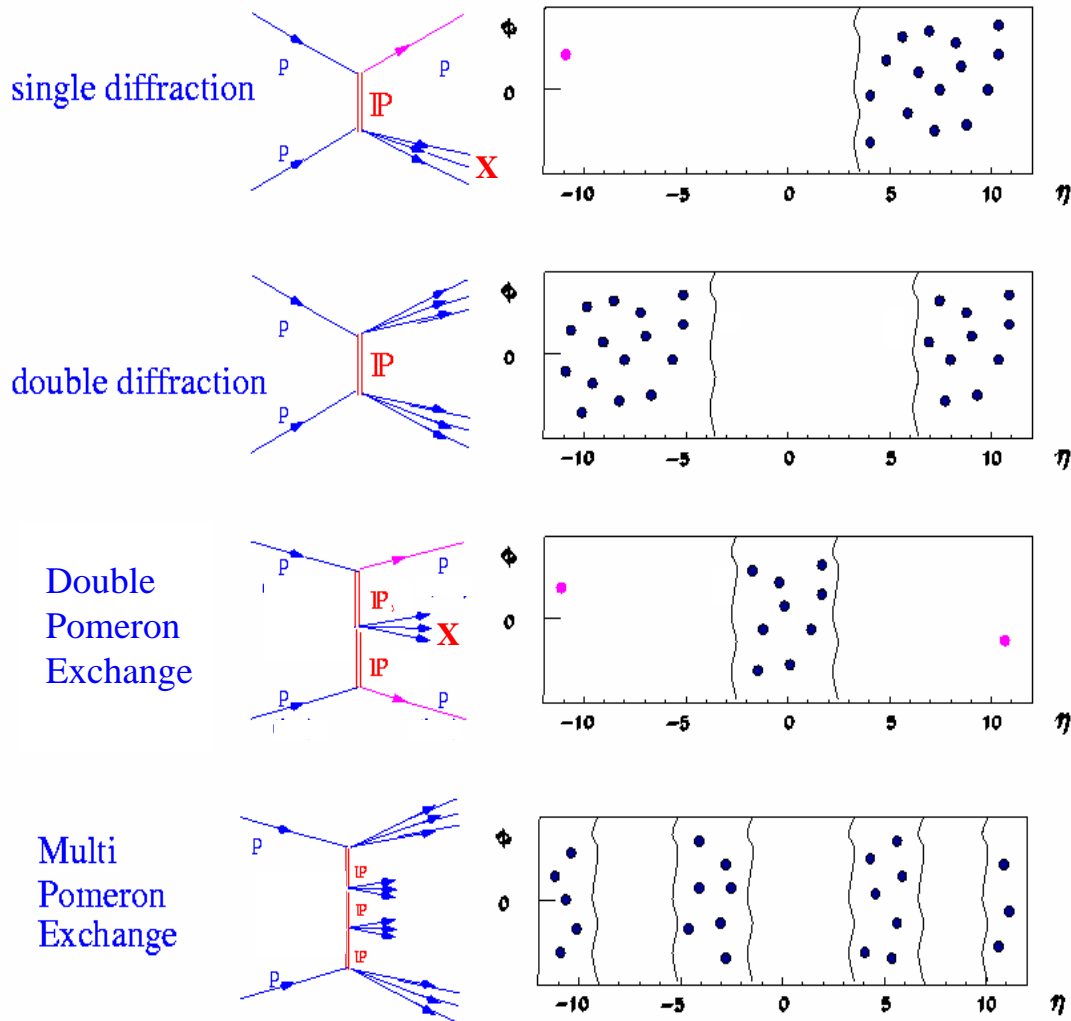 single diffraction
p
p
ℙ
p
X
Φ
0
-10 -5 0 5 10 η
double diffraction
p
ℙ
p
Φ
0
-10 -5 0 5 10 η
Double
Pomeron
Exchange
p
p
ℙ
X
ℙ
p
p
Φ
0
-10 -5 0 5 10 η
Multi
Pomeron
Exchange
p
ℙ
ℙ
ℙ
p
Φ
0
-10 -5 0 5 10 η